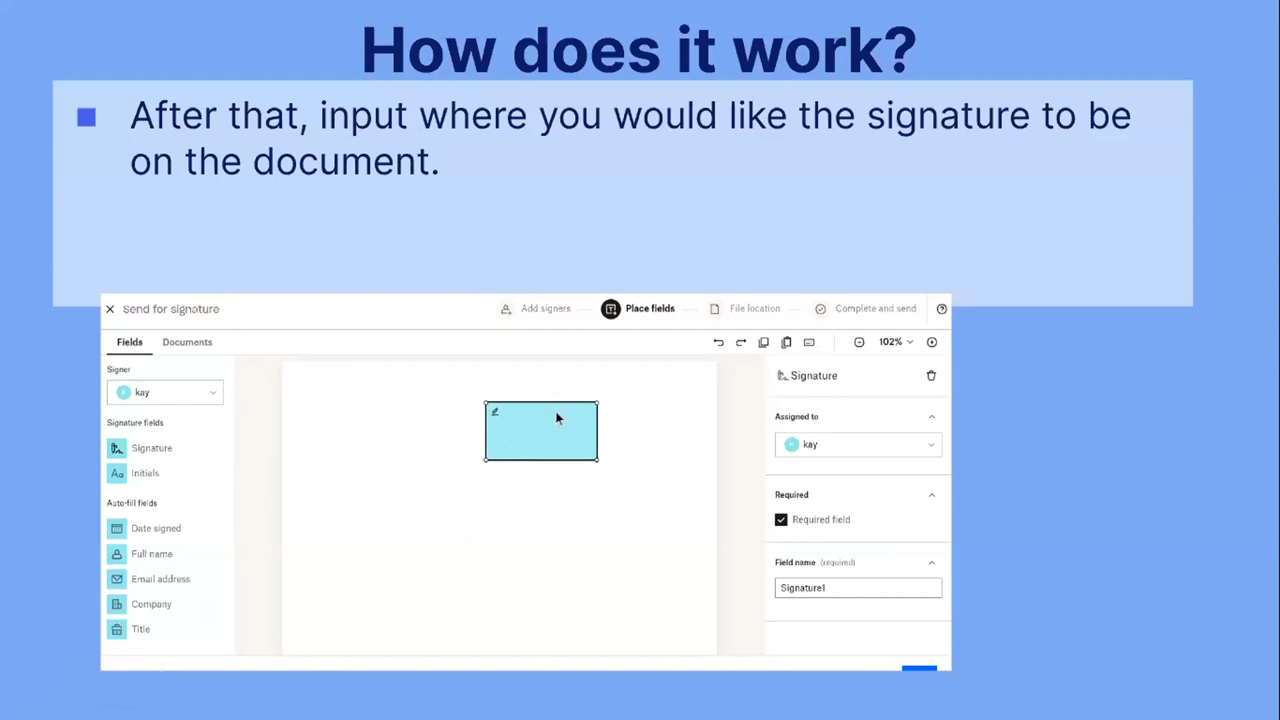 How does it work?
After that, input where you would like the signature to be
on the document.
Send for signature
Add signers
Place fields
File location
Complete and send
Fields
Documents
102%
Signer
kay
Signature fields
Signature
Aa Initials
Auto-fill fields
Date signed
Full name
Email address
Company
Title
Signature
Assigned to
kay
Required
Required field
Field name (required)
Signature1